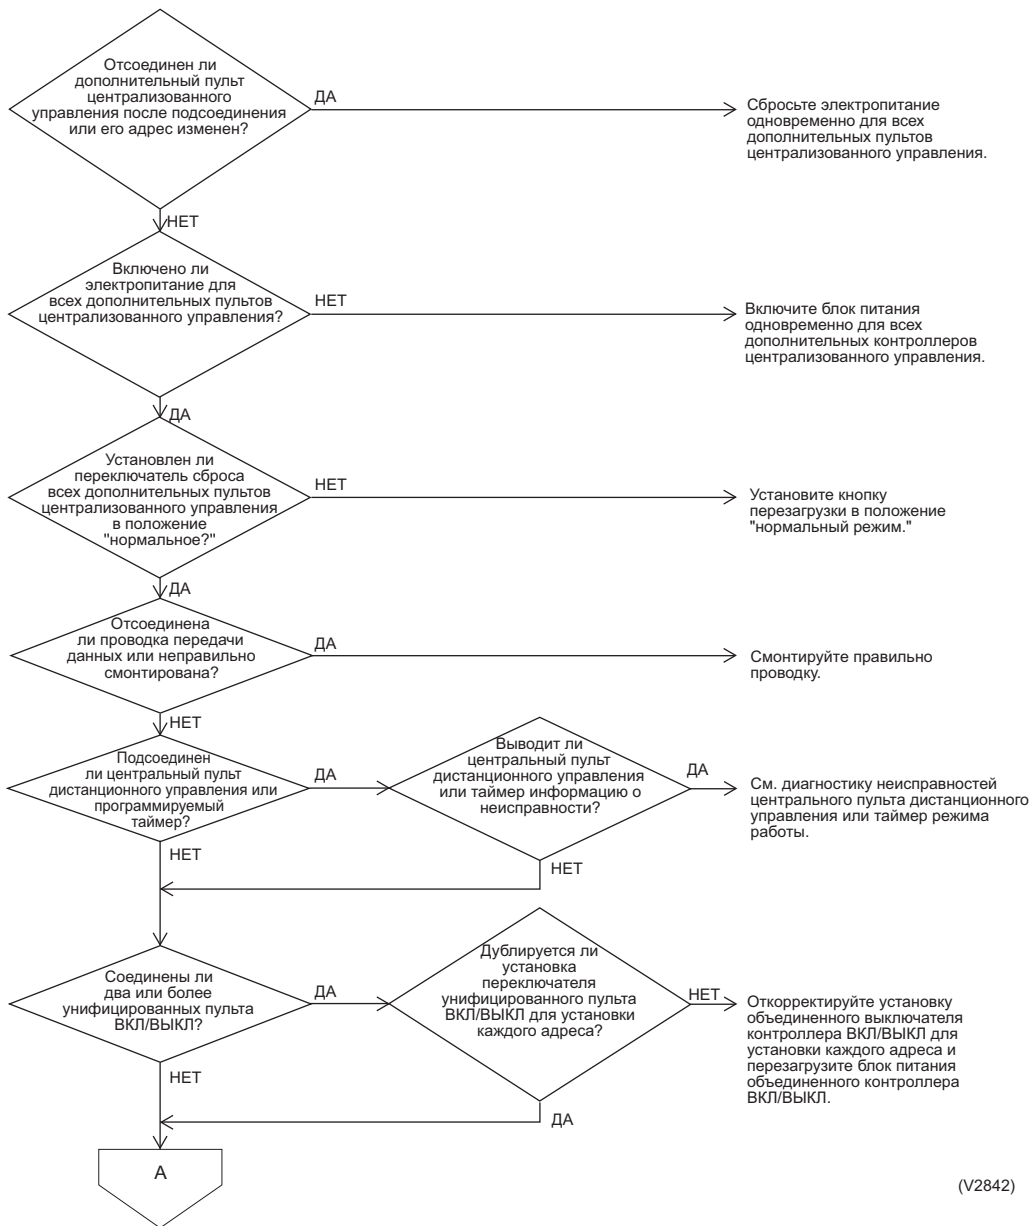 Отсоединен ли
дополнительный пульт
централизованного
управления после подсоединения
или его адрес изменен?
ДА
Сбросьте электропитание
одновременно для всех
дополнительных пультов
централизованного управления.
НЕТ
Включено ли
электропитание для
всех дополнительных пультов
централизованного управления?
НЕТ
Включите блок питания
одновременно для всех
дополнительных контроллеров
централизованного управления.
ДА
Установлен ли
переключатель сброса
всех дополнительных пультов
централизованного управления
в положение
"нормальное?"
НЕТ
Установите кнопку
перезагрузки в положение
"нормальный режим."
ДА
Отсоединена
ли проводка передачи
данных или неправильно
смонтирована?
ДА
Смонтируйте правильно
проводку.
НЕТ
Подсоединен
ли центральный пульт
дистанционного управления или
программируемый
таймер?
ДА
Выводит ли
центральный пульт
дистанционного управления
или таймер информацию о
неисправности?
ДА
См. диагностику неисправностей
центрального пульта дистанционного
управления или таймер режима
работы.
НЕТ
НЕТ
Соединены ли
два или более
унифицированных пульта
ВКЛ/ВЫКЛ?
ДА
Дублируется ли
установка
переключателя
унифицированного пульта
ВКЛ/ВЫКЛ для установки
каждого адреса?
НЕТ
Откорректируйте установку
объединенного выключателя
контроллера ВКЛ/ВЫКЛ для
установки каждого адреса и
перезагрузите блок питания
объединенного контроллера
ВКЛ/ВЫКЛ.
НЕТ
ДА
A
(V2842)